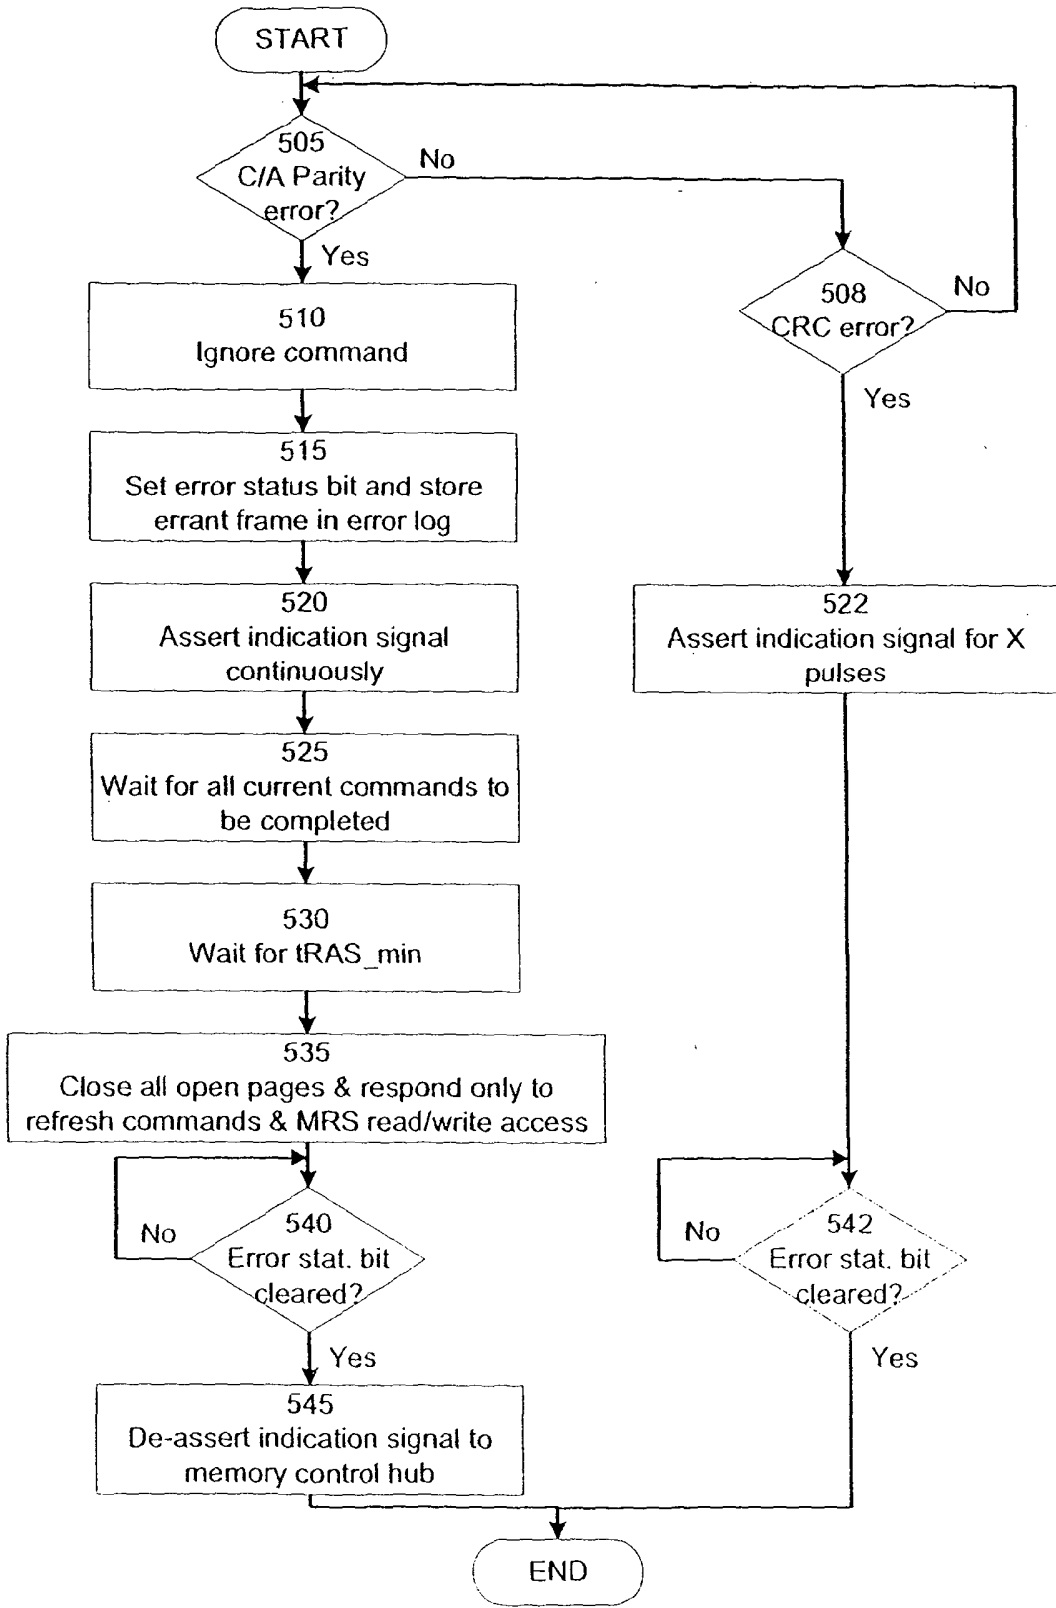 START
505
C/A Parity
error?
No
Yes
508
CRC error?
No
Yes
510
Ignore command
515
Set error status bit and store
errant frame in error log
520
Assert indication signal
continuously
522
Assert indication signal for X
pulses
525
Wait for all current commands to
be completed
530
Wait for tRAS_min
535
Close all open pages & respond only to
refresh commands & MRS read/write access
540
Error stat. bit
cleared?
No
Yes
542
Error stat. bit
cleared?
No
Yes
545
De-assert indication signal to
memory control hub
END